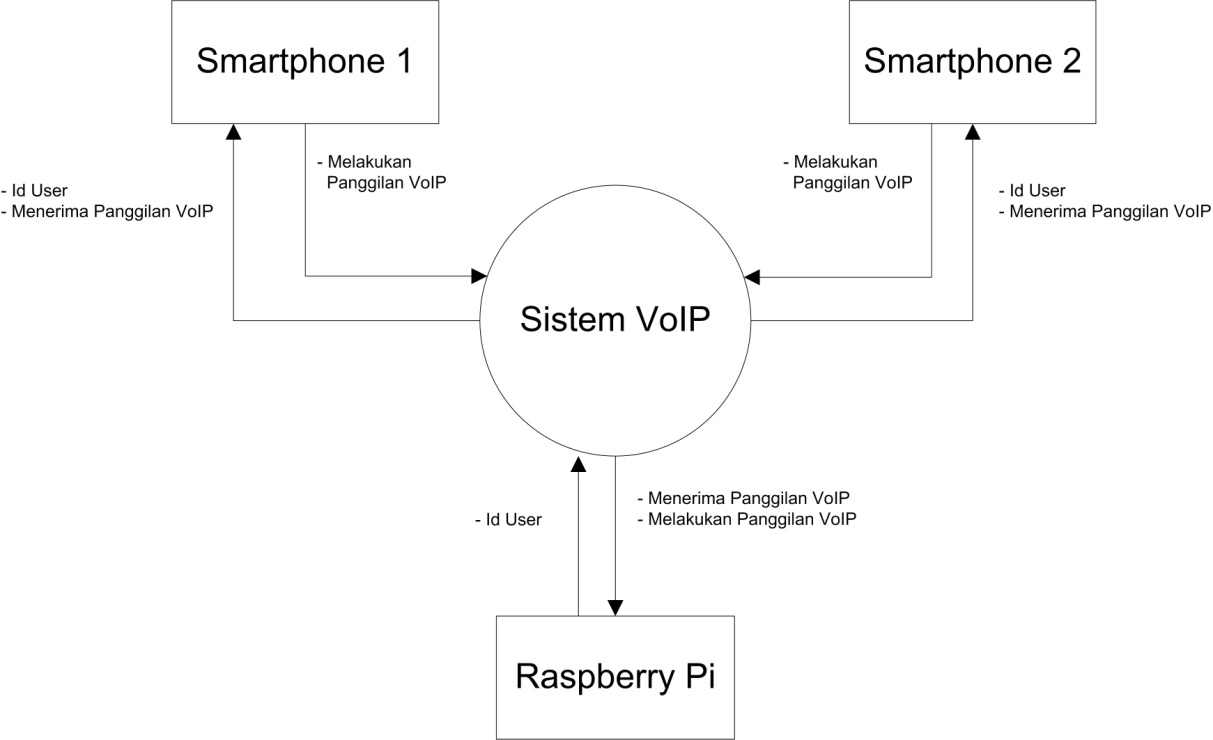 Smartphone 1
Smartphone 2
- Melakukan
Panggilan VoIP
- Id User
- Menerima Panggilan VoIP
- Melakukan
Panggilan VoIP
- Id User
- Menerima Panggilan VoIP
Sistem VoIP
- Id User
- Menerima Panggilan VoIP
- Melakukan Panggilan VoIP
Raspberry Pi